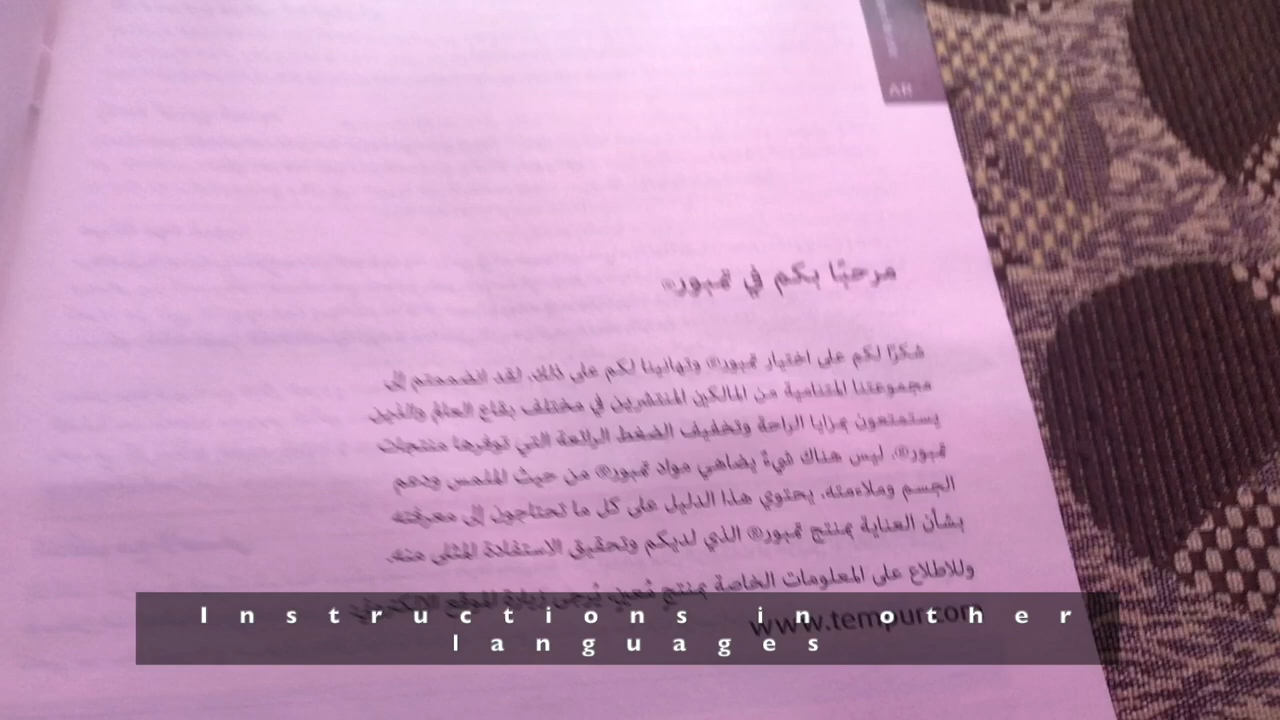 AR
مرحبًا بكم في تمبور®
شكرًا لكم على اختيار تمبور® وتهانينا لكم على ذلك. لقد انضممتم إلى
مجموعتنا المتنامية من المالكين المنتشرين في مختلف بقاع العالم والذين
يستمتعون بمزايا الراحة وتخفيف الضغط الرائعة التي توفرها منتجات
تمبور®. ليس هناك شيءٌ يضاهي مواد تمبور® من حيث الملمس ودعم
الجسم وملاءمته. يحتوي هذا الدليل على كل ما تحتاجون إلى معرفته
بشأن العناية بمنتج تمبور® الذي لديكم وتحقيق الاستفادة المثلى منه.
وللاطلاع على المعلومات الخاصة بمنتج مُعينٍ يُرجى زيارة الموقع الإلكتروني
www.tempur.com
Instructions in other
languages